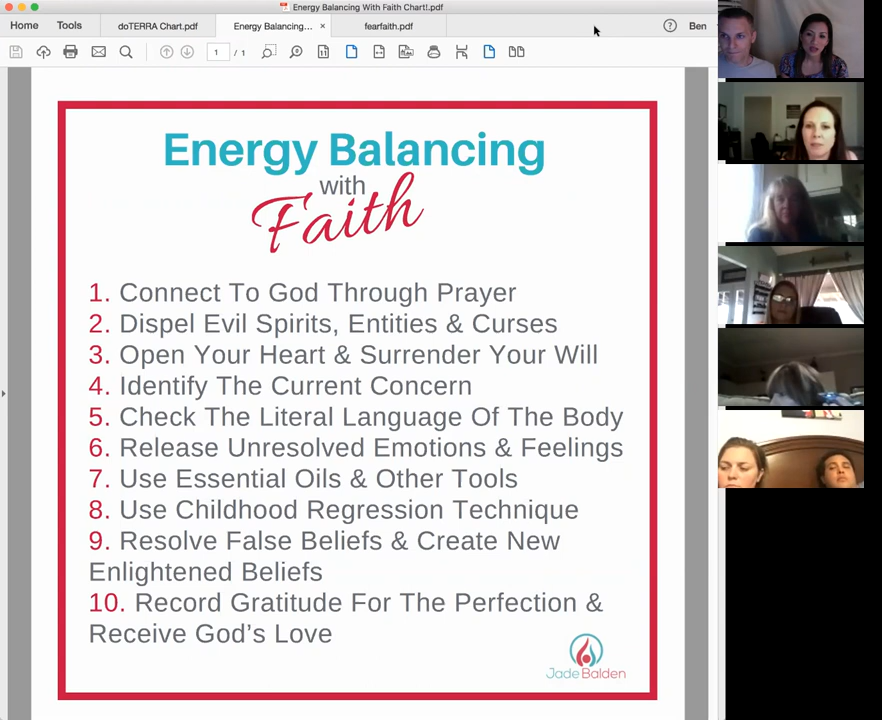 Energy Balancing With Faith Chart!.pdf
Home Tools doTERRA Chart.pdf Energy Balancing... × fearfaith.pdf ? Ben
1 / 1
Energy Balancing
with
Faith
1. Connect To God Through Prayer
2. Dispel Evil Spirits, Entities & Curses
3. Open Your Heart & Surrender Your Will
4. Identify The Current Concern
5. Check The Literal Language Of The Body
6. Release Unresolved Emotions & Feelings
7. Use Essential Oils & Other Tools
8. Use Childhood Regression Technique
9. Resolve False Beliefs & Create New
Enlightened Beliefs
10. Record Gratitude For The Perfection &
Receive God's Love
Jade Balden